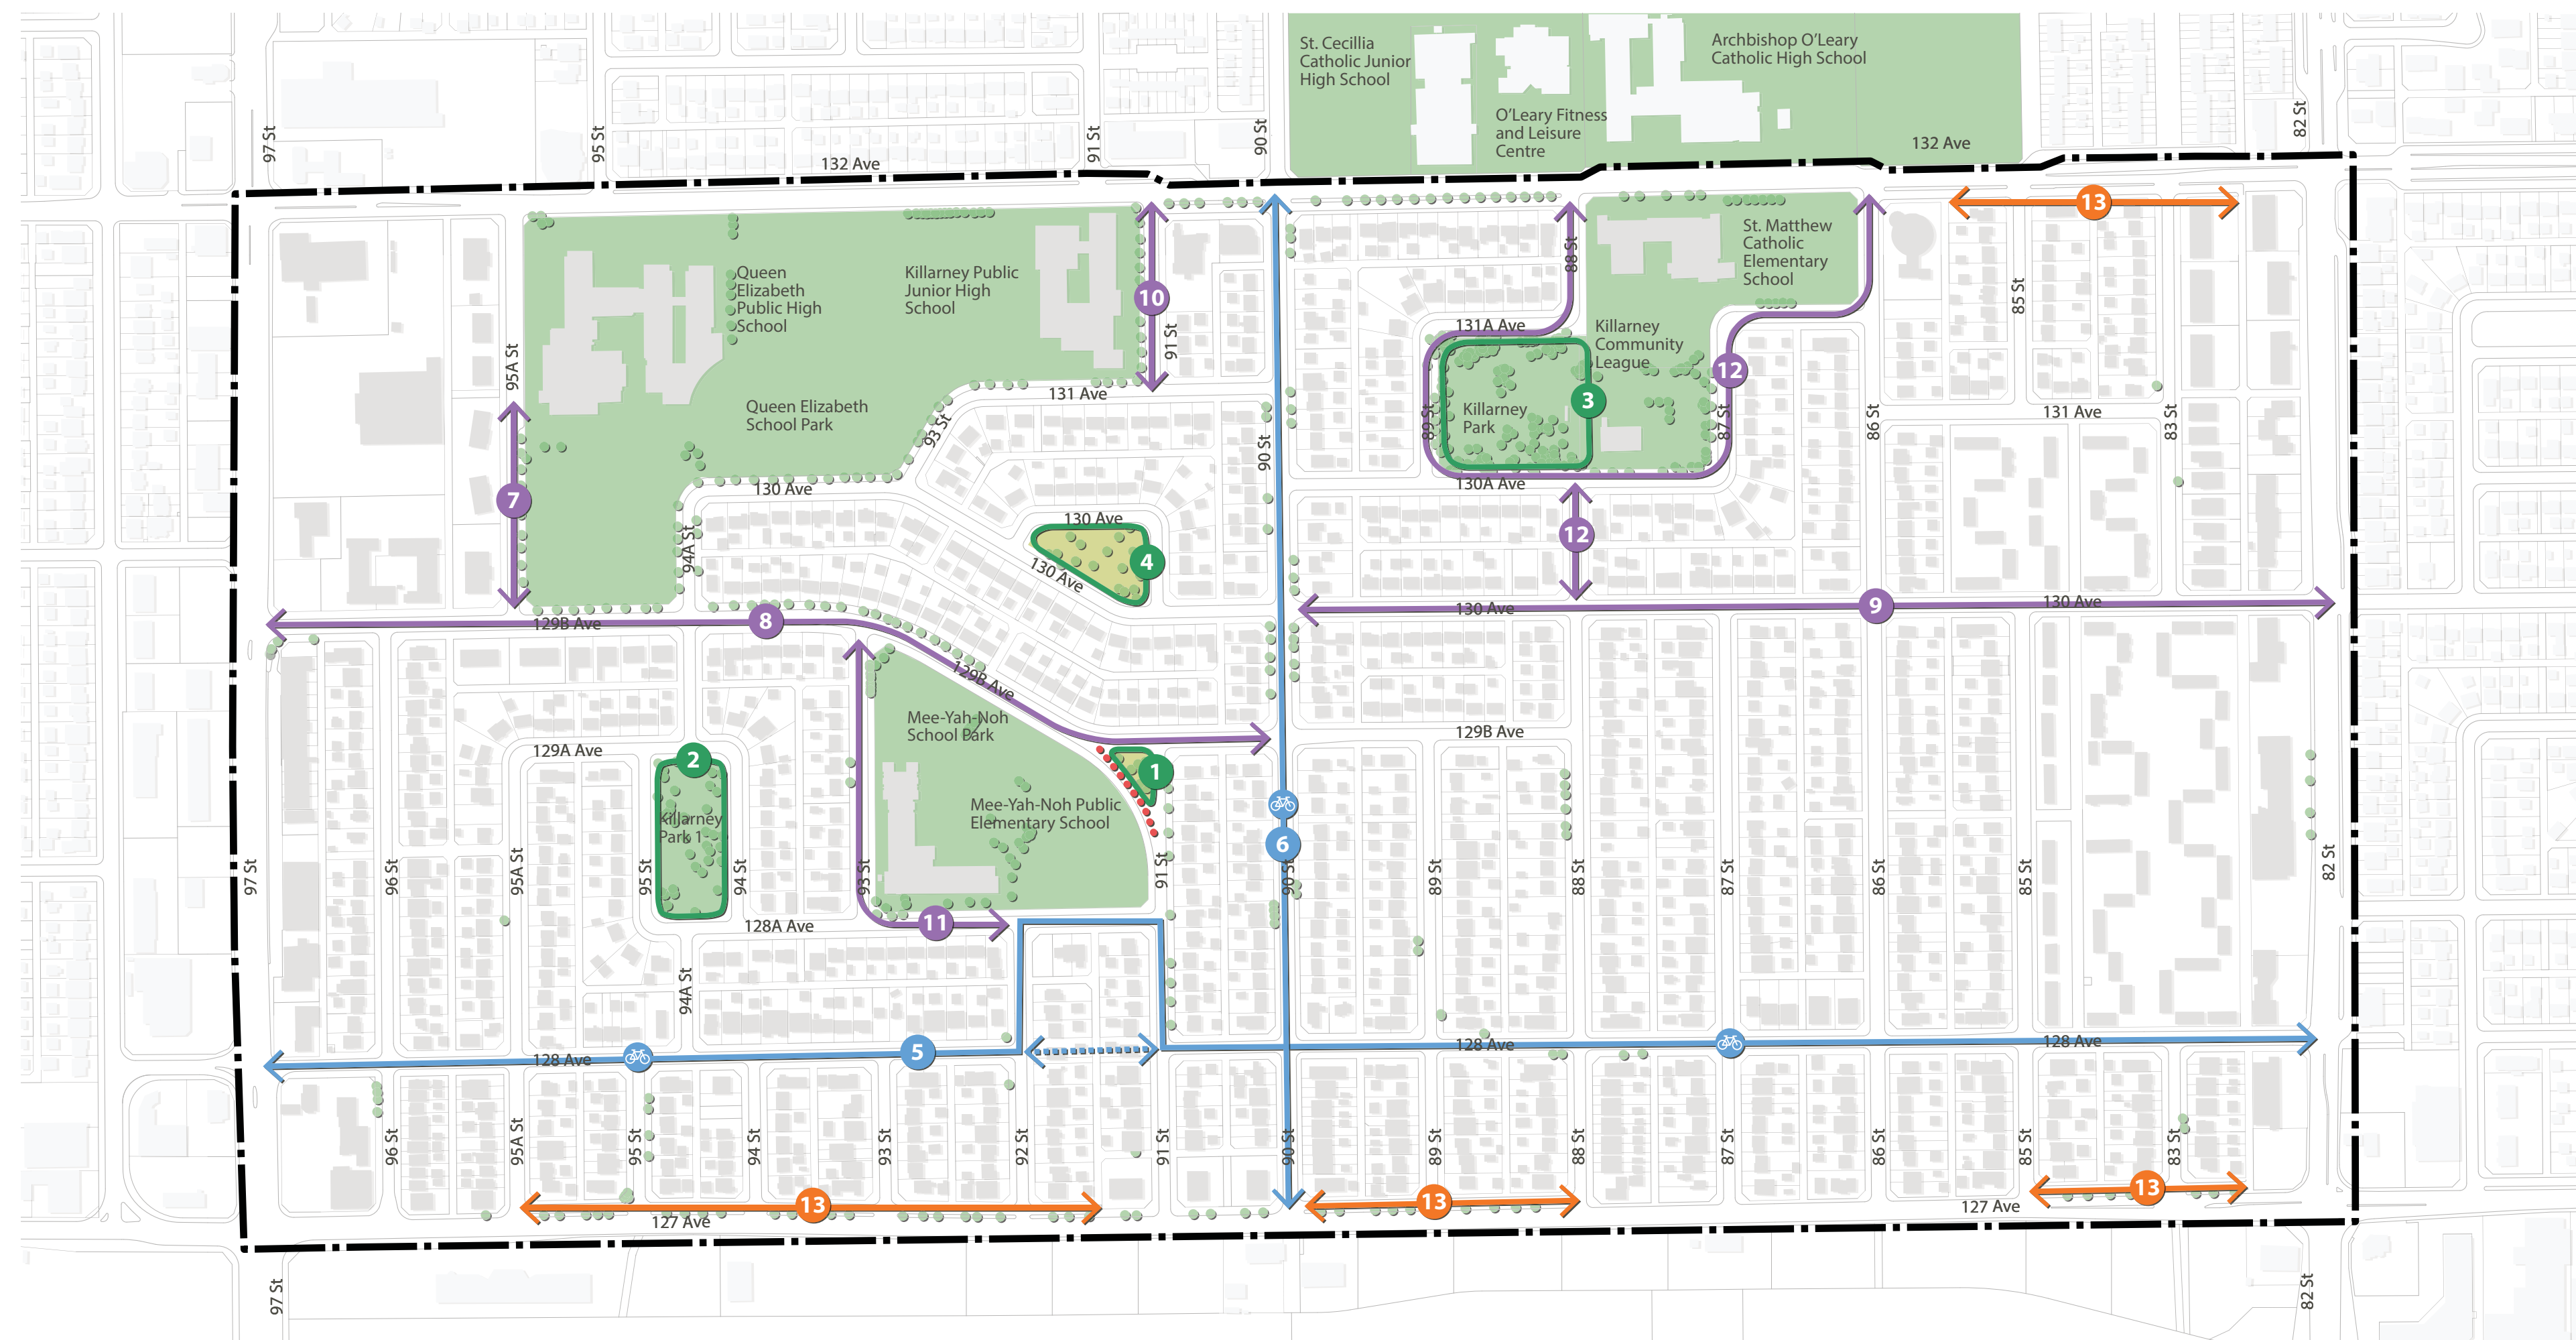 St. Cecillia
Catholic Junior
High School
O'Leary Fitness
and Leisure
Centre
Archbishop O'Leary
Catholic High School
97 St
95 St
91 St
90 St
82 St
132 Ave
132 Ave
13
Queen
Elizabeth
Public High
School
Killarney Public
Junior High
School
10
91 St
88 St
St. Matthew
Catholic
Elementary
School
85 St
95A St
Queen Elizabeth
School Park
131 Ave
93 St
90 St
131A Ave
Killarney
Community
League
12
3
Killarney
Park
89 St
87 St
86 St
131 Ave
83 St
7
130 Ave
94A St
130 Ave
4
130 Ave
130A Ave
12
129B Ave
8
130 Ave
9
130 Ave
129B Ave
Mee-Yah-Noh
School Park
129A Ave
129B Ave
2
1
Killarney
Park 1
Mee-Yah-Noh Public
Elementary School
6
97 St
96 St
95A St
95 St
94 St
93 St
91 St
90 St
89 St
88 St
87 St
86 St
85 St
82 St
128A Ave
11
94A St
128 Ave
5
128 Ave
128 Ave
96 St
95A St
95 St
94 St
93 St
92 St
91 St
90 St
89 St
88 St
87 St
86 St
85 St
83 St
13
13
13
127 Ave
127 Ave
97 St
82 St